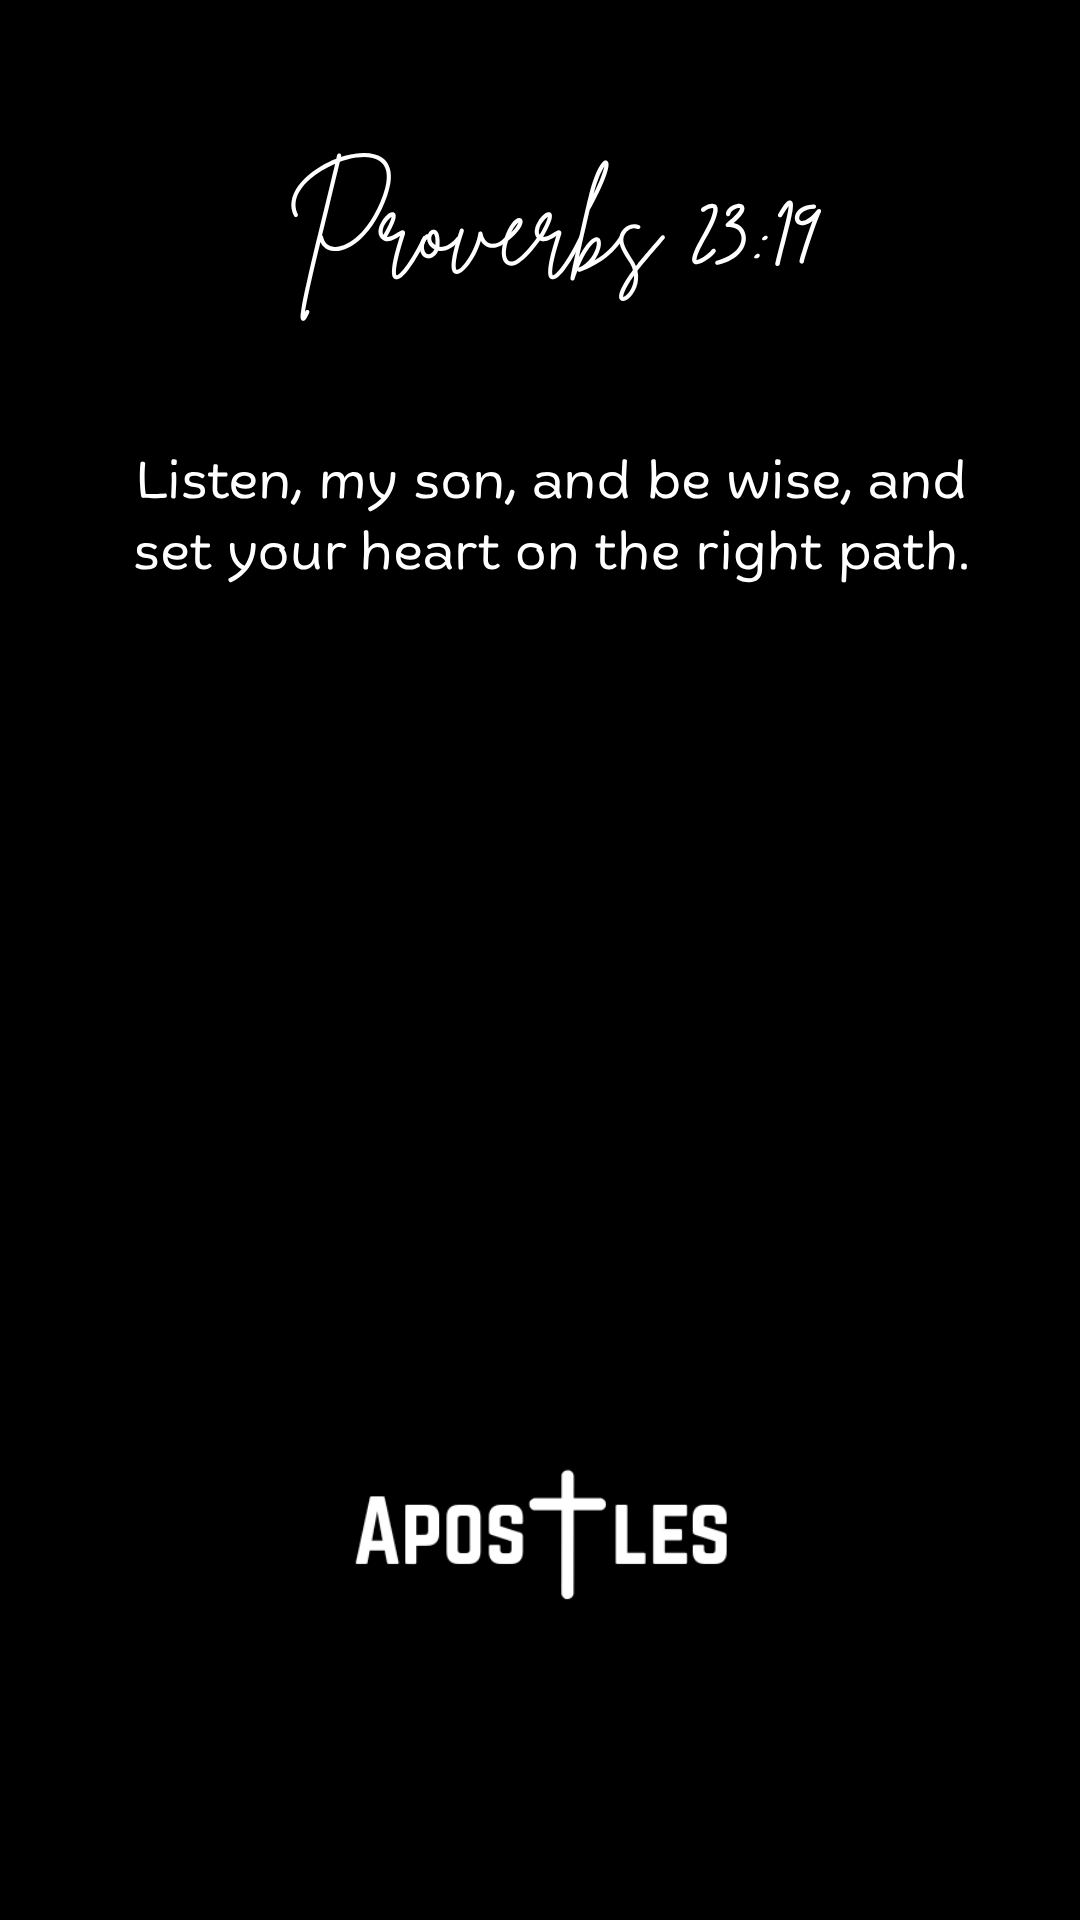 Proverbs 23:19
Listen, my son, and be wise, and
set your heart on the right path.
Apostles